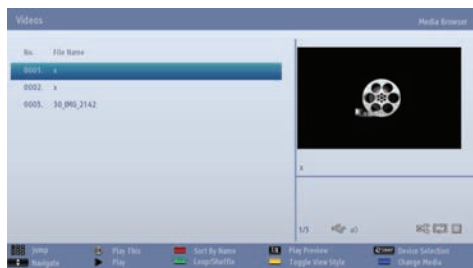 Videos
Media Browser
No. File Name
0001. x
0002. x
0003. 30_IMG_2142
x
1/3
Jump
Play This
Sort By Name
Play Preview
Device Selection
Navigate
Play
Loop/Shuffle
Toggle View Style
Change Media